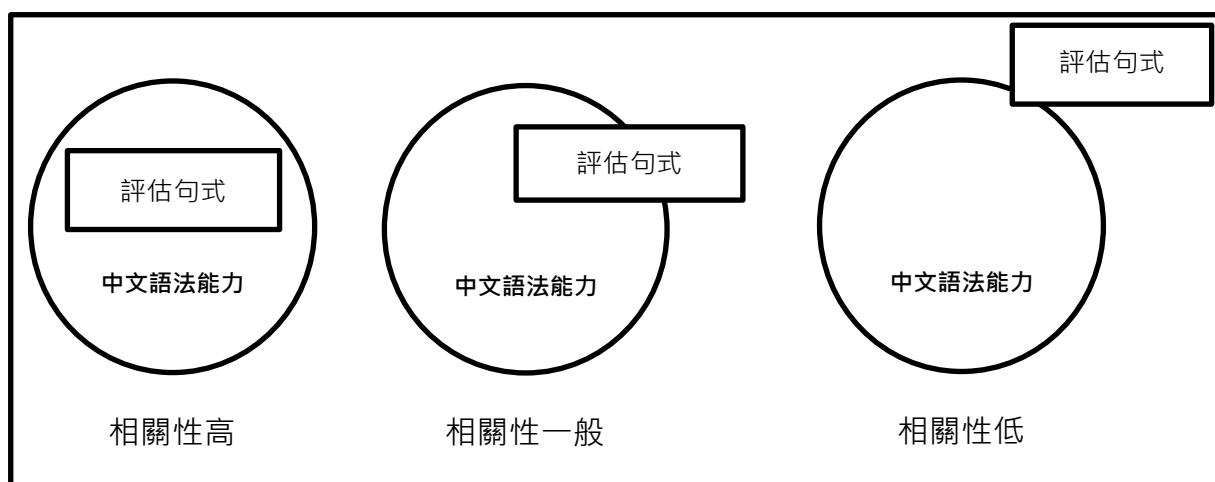 評估句式
評估句式
評估句式
中文語法能力
中文語法能力
中文語法能力
相關性高
相關性一般
相關性低